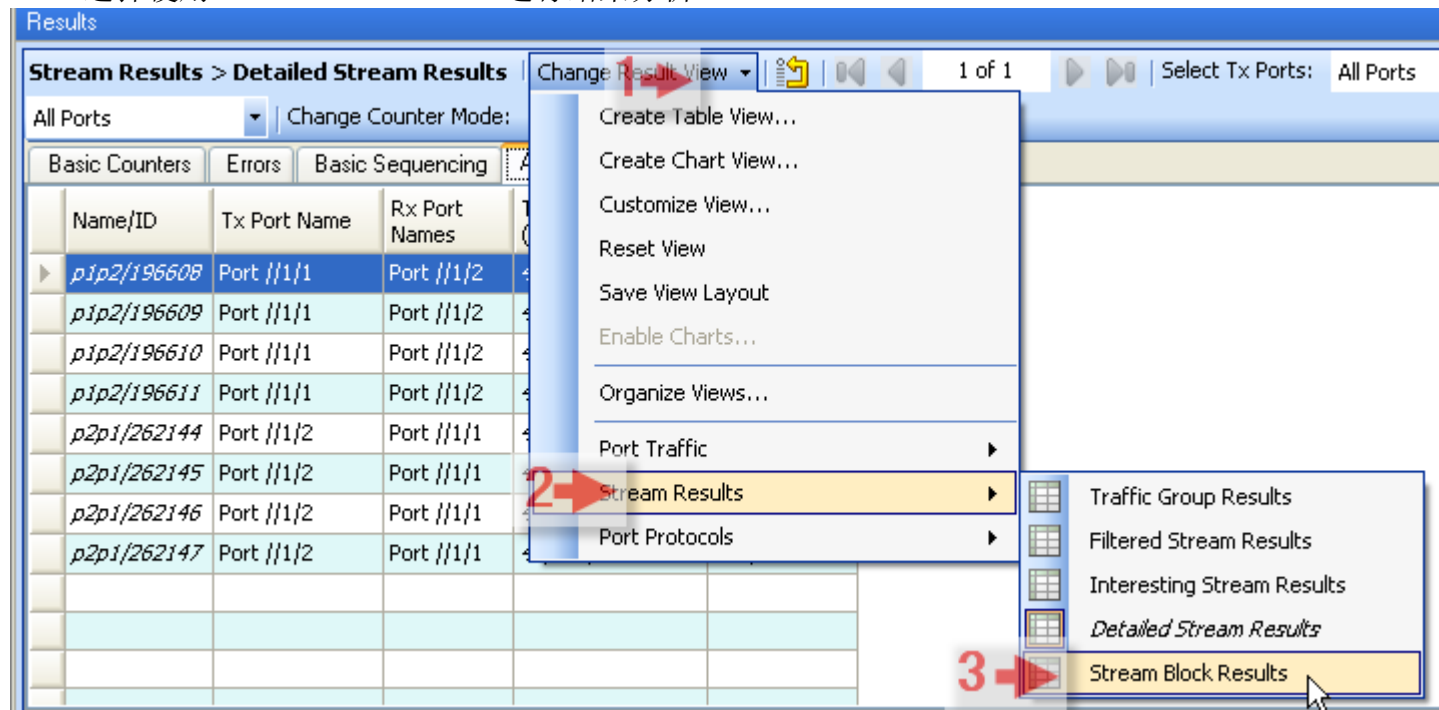 Results
Stream Results > Detailed Stream Results | Change Result View 1 of 1 Select Tx Ports: All Ports
All Ports Change Counter Mode:
Basic Counters Errors Basic Sequencing
Name/ID Tx Port Name Rx Port Names
p1p2/196608 Port //1/1 Port //1/2
p1p2/196609 Port //1/1 Port //1/2
p1p2/196610 Port //1/1 Port //1/2
p1p2/196611 Port //1/1 Port //1/2
p2p1/262144 Port //1/2 Port //1/1
p2p1/262145 Port //1/2 Port //1/1
p2p1/262146 Port //1/2 Port //1/1
p2p1/262147 Port //1/2 Port //1/1
1
Create Table View...
Create Chart View...
Customize View...
Reset View
Save View Layout
Enable Charts...
Organize Views...
Port Traffic
2 Stream Results
Port Protocols
Traffic Group Results
Filtered Stream Results
Interesting Stream Results
Detailed Stream Results
3 Stream Block Results